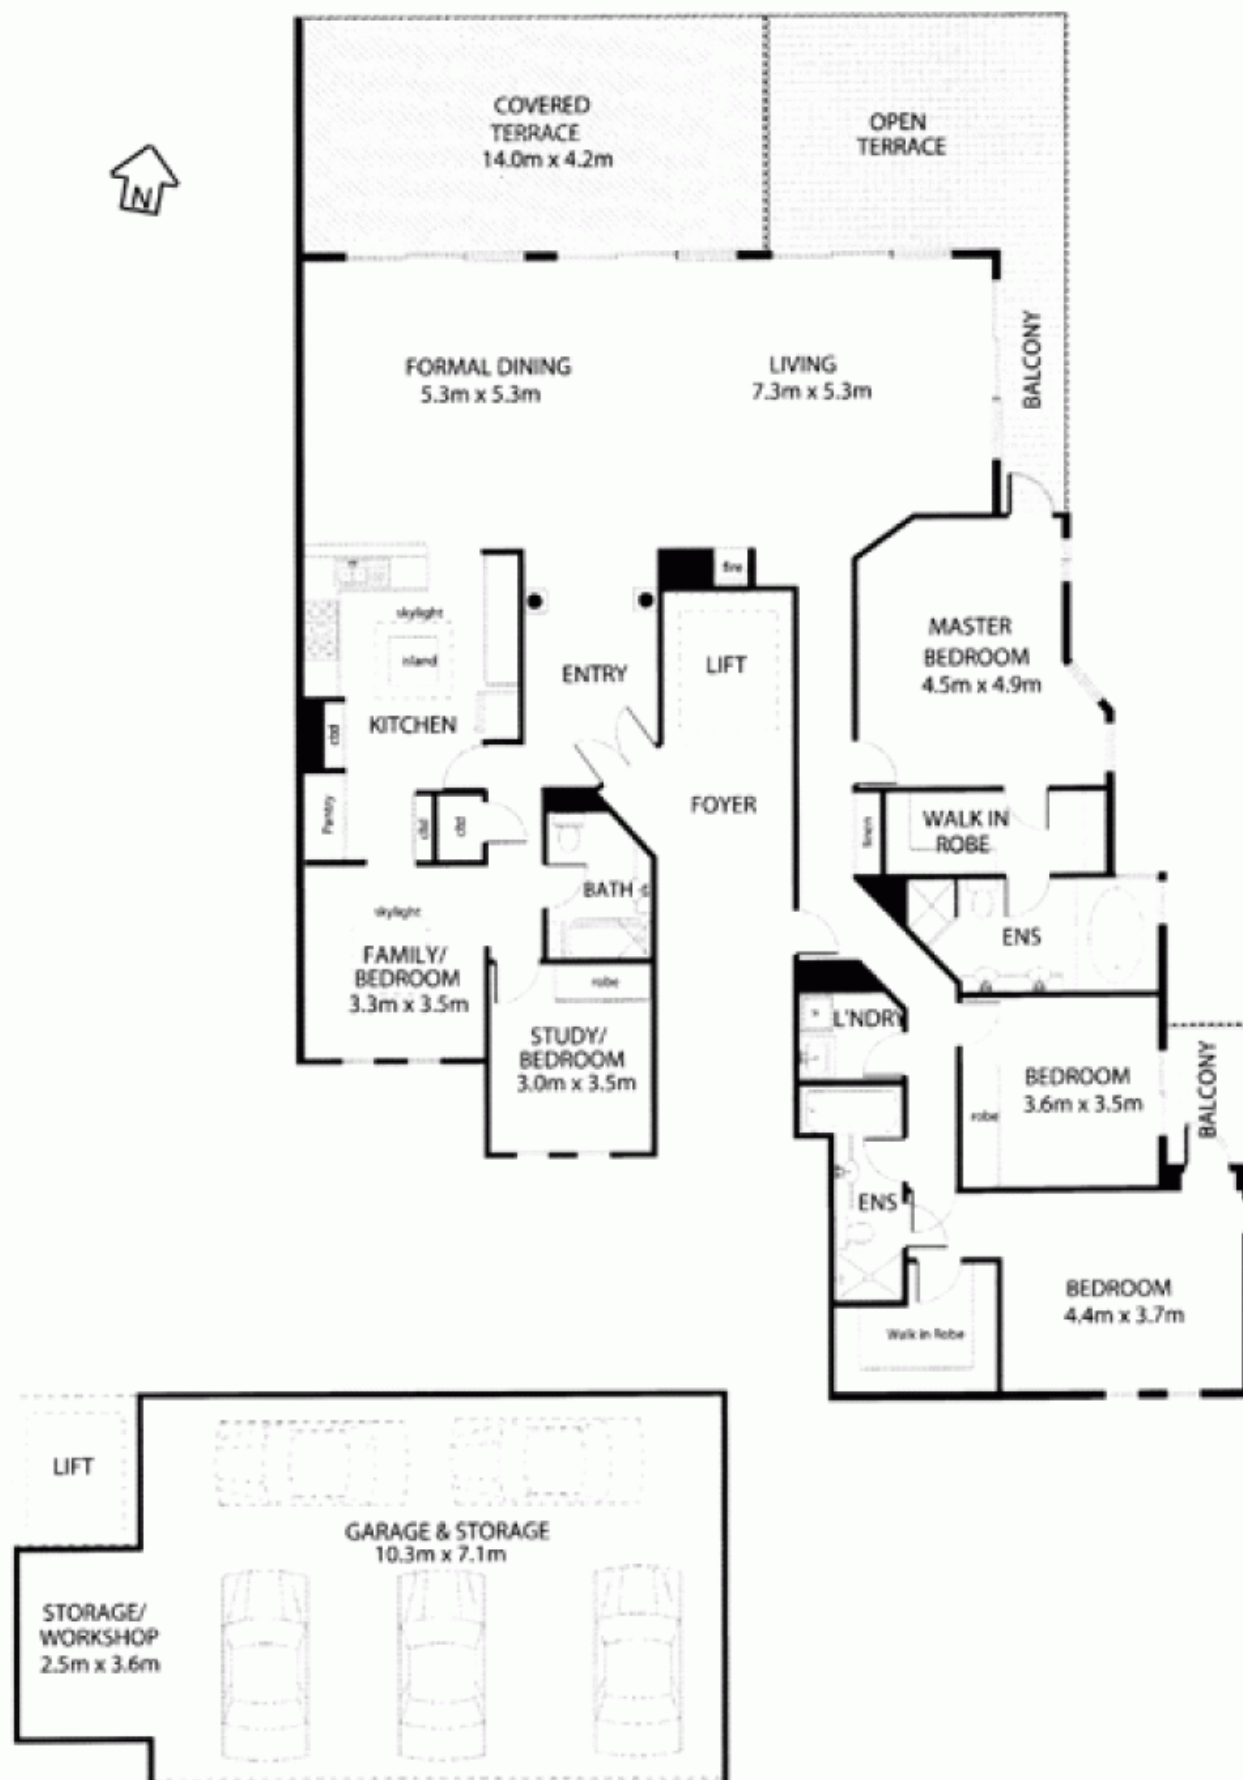 COVERED
TERRACE
14.0m x 4.2m
OPEN
TERRACE
N
FORMAL DINING
5.3m x 5.3m
LIVING
7.3m x 5.3m
BALCONY
fire
skylight
island
KITCHEN
cbd
Pantry
cbd
cbd
ENTRY
LIFT
FOYER
MASTER
BEDROOM
4.5m x 4.9m
linen
WALK IN
ROBE
BATH
ENS
skylight
FAMILY/
BEDROOM
3.3m x 3.5m
robe
STUDY/
BEDROOM
3.0m x 3.5m
L'NDRY
BEDROOM
3.6m x 3.5m
robe
BALCONY
ENS
Walk in Robe
BEDROOM
4.4m x 3.7m
LIFT
GARAGE & STORAGE
10.3m x 7.1m
STORAGE/
WORKSHOP
2.5m x 3.6m